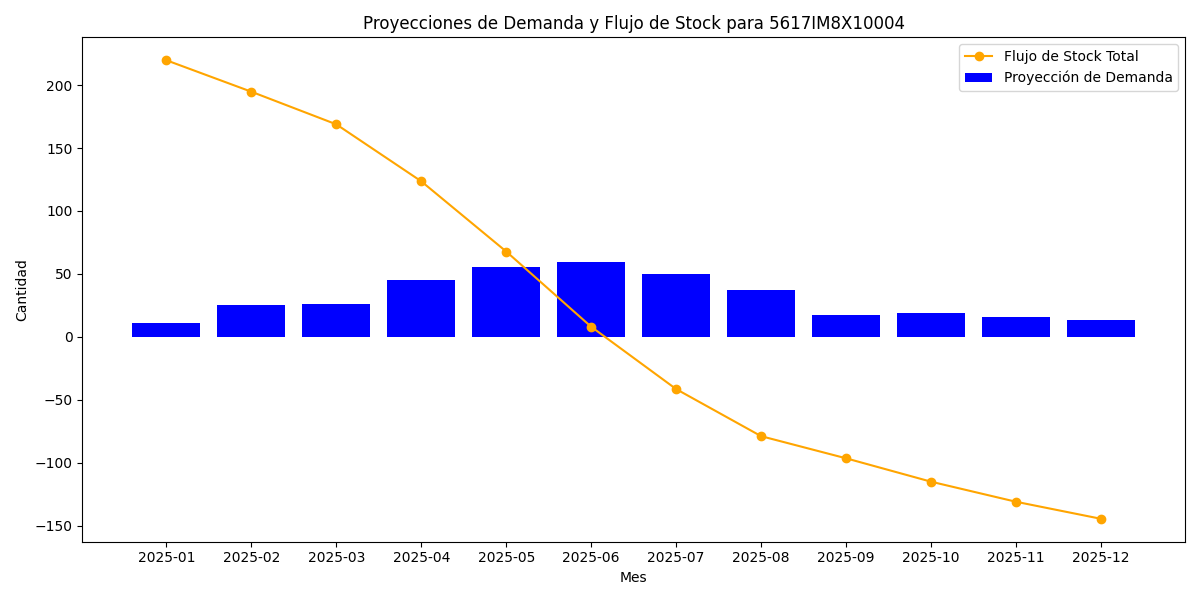 Proyecciones de Demanda y Flujo de Stock para 5617IM8X10004
Flujo de Stock Total
Proyección de Demanda
Cantidad
200
150
100
50
0
−50
−100
−150
2025-01 2025-02 2025-03 2025-04 2025-05 2025-06 2025-07 2025-08 2025-09 2025-10 2025-11 2025-12
Mes